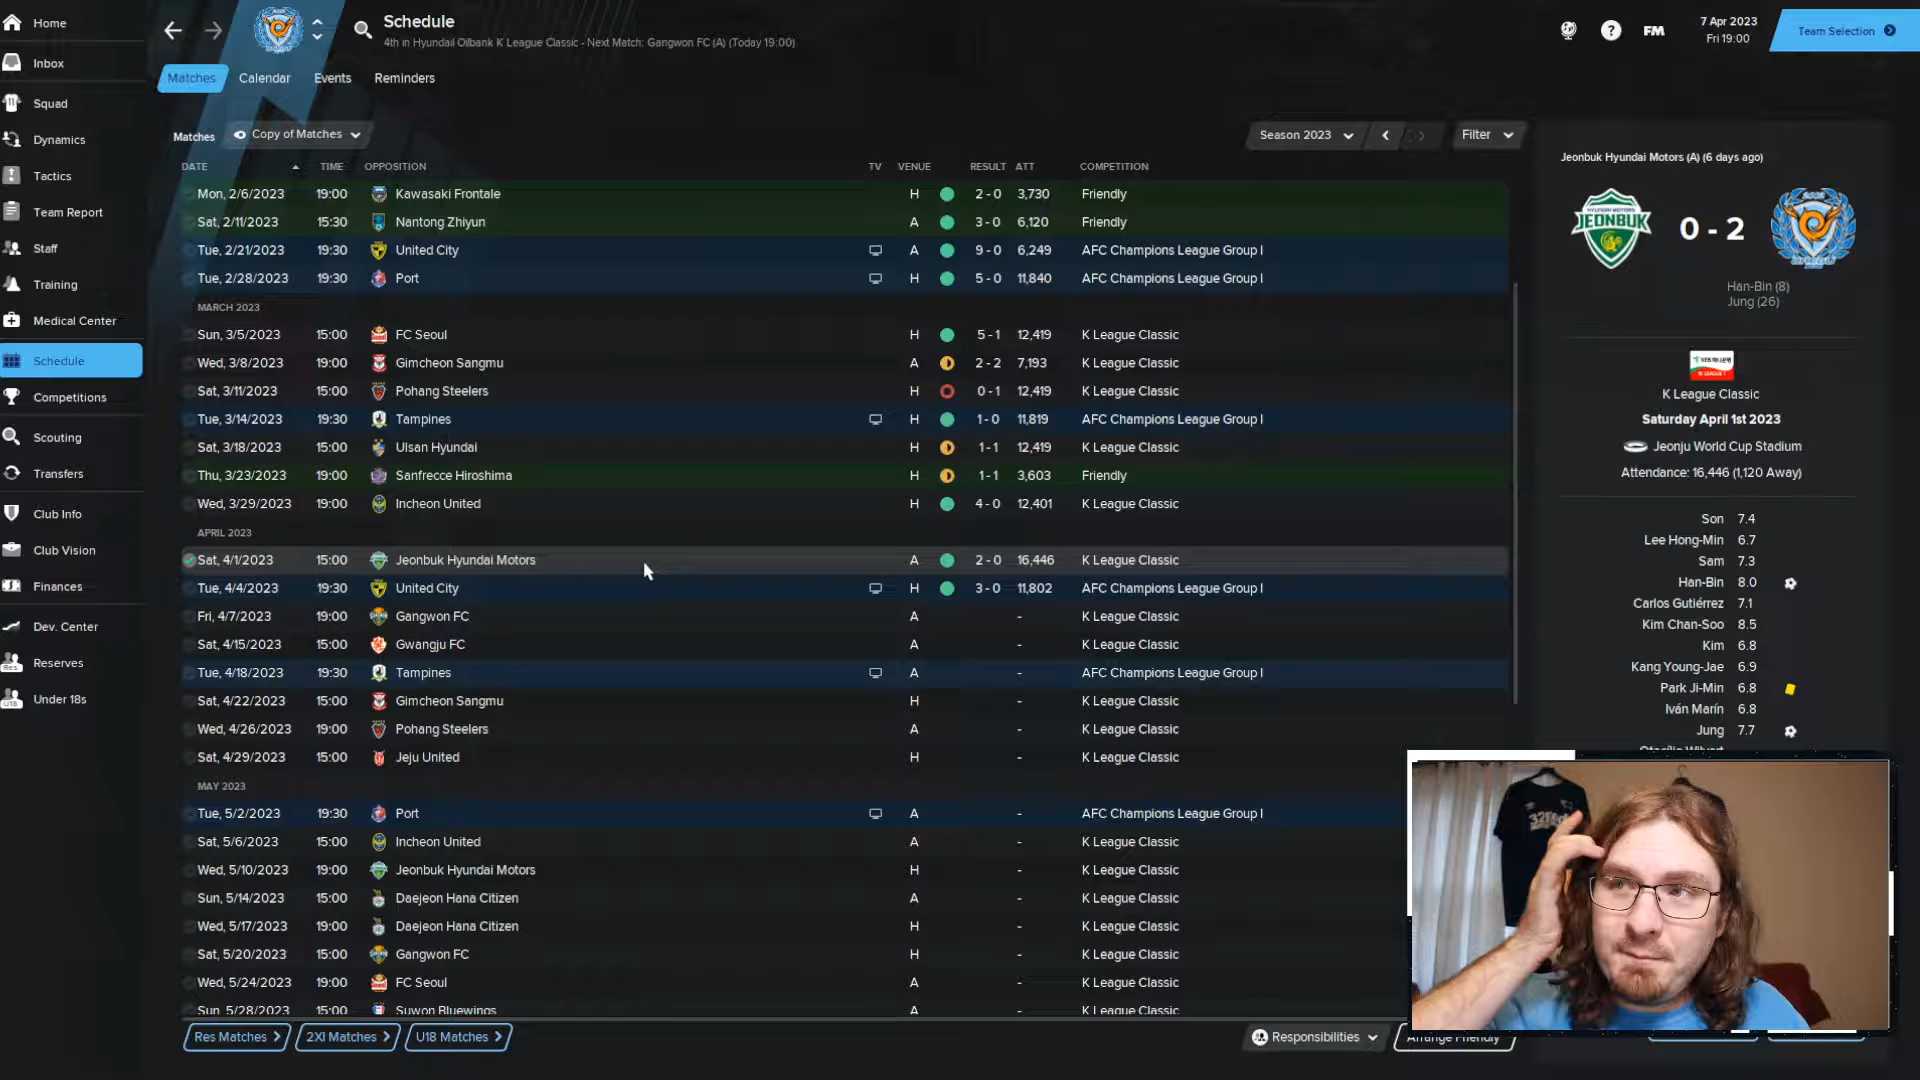 Home
Inbox
Squad
Dynamics
Tactics
Team Report
Staff
Training
Medical Center
Schedule
Competitions
Scouting
Transfers
Club Info
Club Vision
Finances
Dev. Center
Reserves
Under 18s
Schedule
4th in Hyundail Oilbank K League Classic - Next Match: Gangwon FC (A) (Today 19:00)
FM
7 Apr 2023
Fri 19:00
Team Selection
Matches Calendar Events Reminders
Matches Copy of Matches Season 2023 Filter
DATE TIME OPPOSITION TV VENUE RESULT ATT COMPETITION
Mon, 2/6/2023 19:00 Kawasaki Frontale H 2 - 0 3,730 Friendly
Sat, 2/11/2023 15:30 Nantong Zhiyun A 3 - 0 6,120 Friendly
Tue, 2/21/2023 19:30 United City A 9 - 0 6,249 AFC Champions League Group I
Tue, 2/28/2023 19:30 Port H 5 - 0 11,840 AFC Champions League Group I
MARCH 2023
Sun, 3/5/2023 15:00 FC Seoul H 5 - 1 12,419 K League Classic
Wed, 3/8/2023 19:00 Gimcheon Sangmu A 2 - 2 7,193 K League Classic
Sat, 3/11/2023 15:00 Pohang Steelers H 0 - 1 12,419 K League Classic
Tue, 3/14/2023 19:30 Tampines H 1 - 0 11,819 AFC Champions League Group I
Sat, 3/18/2023 15:00 Ulsan Hyundai H 1 - 1 12,419 K League Classic
Thu, 3/23/2023 19:00 Sanfrecce Hiroshima H 1 - 1 3,603 Friendly
Wed, 3/29/2023 19:00 Incheon United H 4 - 0 12,401 K League Classic
APRIL 2023
Sat, 4/1/2023 15:00 Jeonbuk Hyundai Motors A 2 - 0 16,446 K League Classic
Tue, 4/4/2023 19:30 United City H 3 - 0 11,802 AFC Champions League Group I
Fri, 4/7/2023 19:00 Gangwon FC A - K League Classic
Sat, 4/15/2023 15:00 Gwangju FC A - K League Classic
Tue, 4/18/2023 19:30 Tampines A - AFC Champions League Group I
Sat, 4/22/2023 15:00 Gimcheon Sangmu H - K League Classic
Wed, 4/26/2023 15:00 Pohang Steelers A - K League Classic
Sat, 4/29/2023 15:00 Jeju United H - K League Classic
MAY 2023
Tue, 5/2/2023 19:30 Port A - AFC Champions League Group I
Sat, 5/6/2023 15:00 Incheon United A - K League Classic
Wed, 5/10/2023 19:00 Jeonbuk Hyundai Motors H - K League Classic
Sun, 5/14/2023 15:00 Daejeon Hana Citizen A - K League Classic
Wed, 5/17/2023 19:00 Daejeon Hana Citizen H - K League Classic
Sat, 5/20/2023 15:00 Gangwon FC H - K League Classic
Wed, 5/24/2023 19:00 FC Seoul A - K League Classic
Sun, 5/28/2023 15:00 Suwon Bluewings A - K League Classic
Res Matches 2XI Matches U18 Matches Responsibilities Arrange Friendly
Jeonbuk Hyundai Motors (A) (6 days ago)
JEONBUK
0 - 2
Han-Bin (8)
Jung (26)
K League Classic
Saturday April 1st 2023
Jeonju World Cup Stadium
Attendance: 16,446 (1,120 Away)
Son 7.4
Lee Hong-Min 6.7
Sam 7.3
Han-Bin 8.0
Carlos Gutiérrez 7.1
Kim Chan-Soo 8.5
Kim 6.8
Kang Young-Jae 6.9
Park Ji-Min 6.8
Iván Marín 6.8
Jung 7.7